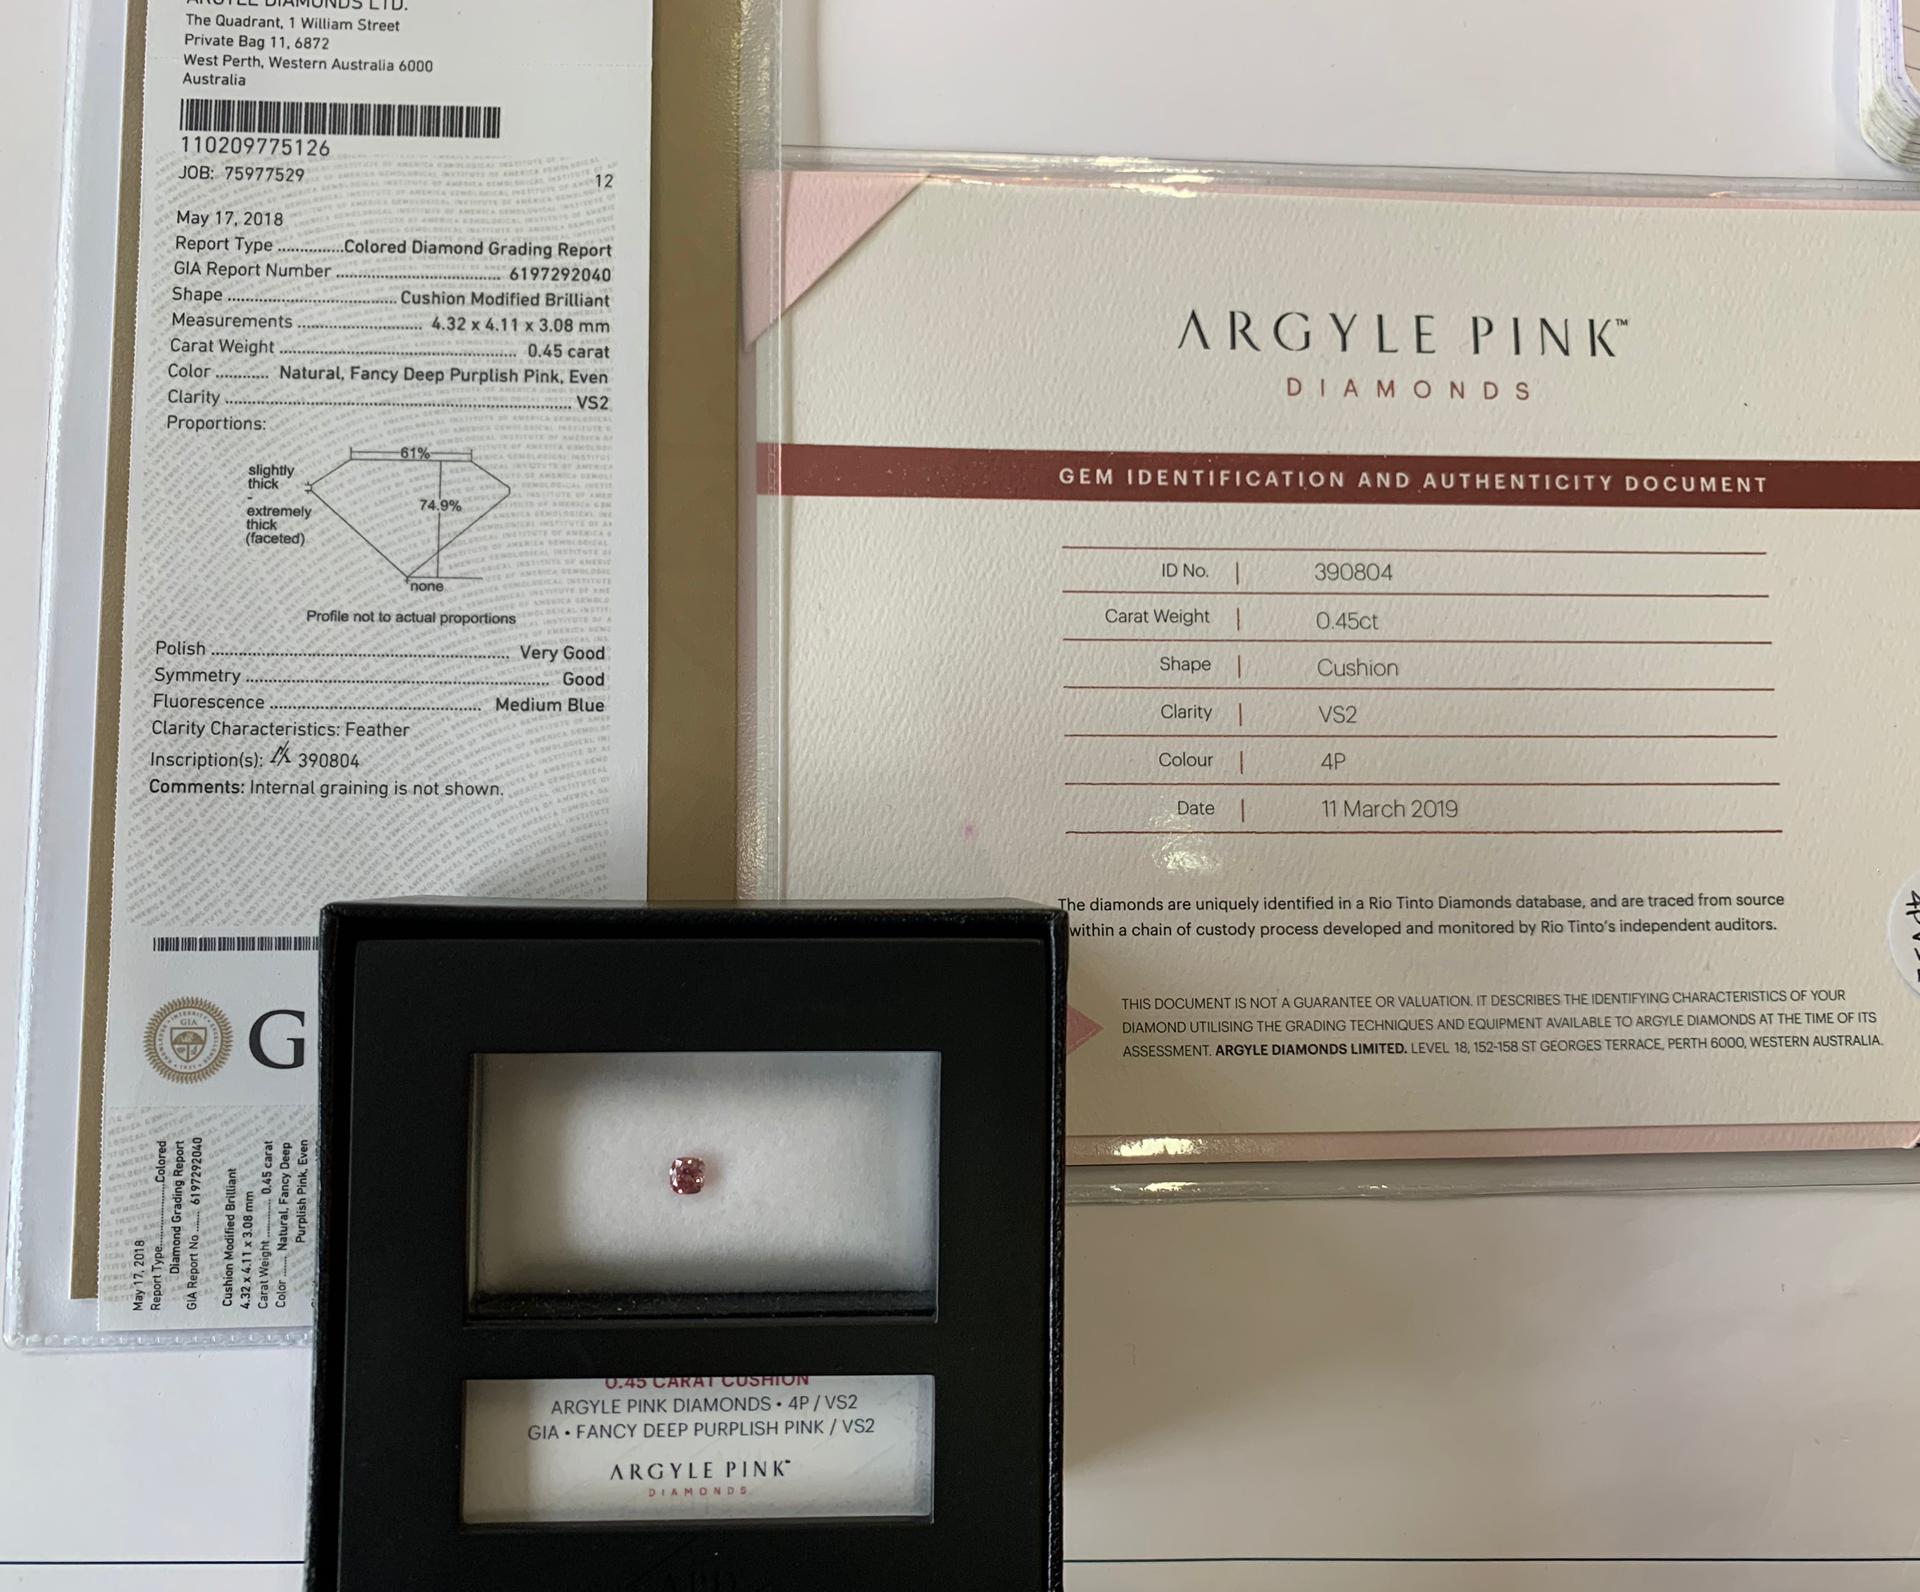 ARGYLE DIAMONDS LTD.
The Quadrant, 1 William Street
Private Bag 11, 6872
West Perth, Western Australia 6000
Australia
110209775126
JOB: 75977529
12
May 17, 2018
Report Type ..............Colored Diamond Grading Report
GIA Report Number .................................... 6197292040
Shape ..................................... Cushion Modified Brilliant
Measurements ........................... 4.32 x 4.11 x 3.08 mm
Carat Weight .................................................... 0.45 carat
Color ............ Natural, Fancy Deep Purplish Pink, Even
Clarity ...................................................................... VS2
Proportions:
61%
slightly
thick
-
extremely
thick
(faceted)
74.9%
none
Profile not to actual proportions
Polish ................................................................. Very Good
Symmetry ................................................................. Good
Fluorescence .............................................. Medium Blue
Clarity Characteristics: Feather
Inscription(s): 390804
Comments: Internal graining is not shown.
GIA
G
May 17, 2018
Report Type......................Colored
Diamond Grading Report
GIA Report No. ....... 6197292040
Cushion Modified Brilliant
4.32 x 4.11 x 3.08 mm
Carat Weight ............. 0.45 carat
Color ....... Natural, Fancy Deep
Purplish Pink, Even
ARGYLE PINK™
DIAMONDS
GEM IDENTIFICATION AND AUTHENTICITY DOCUMENT
ID No. | 390804
Carat Weight | 0.45ct
Shape | Cushion
Clarity | VS2
Colour | 4P
Date | 11 March 2019
The diamonds are uniquely identified in a Rio Tinto Diamonds database, and are traced from source
within a chain of custody process developed and monitored by Rio Tinto's independent auditors.
THIS DOCUMENT IS NOT A GUARANTEE OR VALUATION. IT DESCRIBES THE IDENTIFYING CHARACTERISTICS OF YOUR
DIAMOND UTILISING THE GRADING TECHNIQUES AND EQUIPMENT AVAILABLE TO ARGYLE DIAMONDS AT THE TIME OF ITS
ASSESSMENT. ARGYLE DIAMONDS LIMITED. LEVEL 18, 152-158 ST GEORGES TERRACE, PERTH 6000, WESTERN AUSTRALIA.
0.45 CARAT CUSHION
ARGYLE PINK DIAMONDS • 4P / VS2
GIA • FANCY DEEP PURPLISH PINK / VS2
ARGYLE PINK™
DIAMONDS